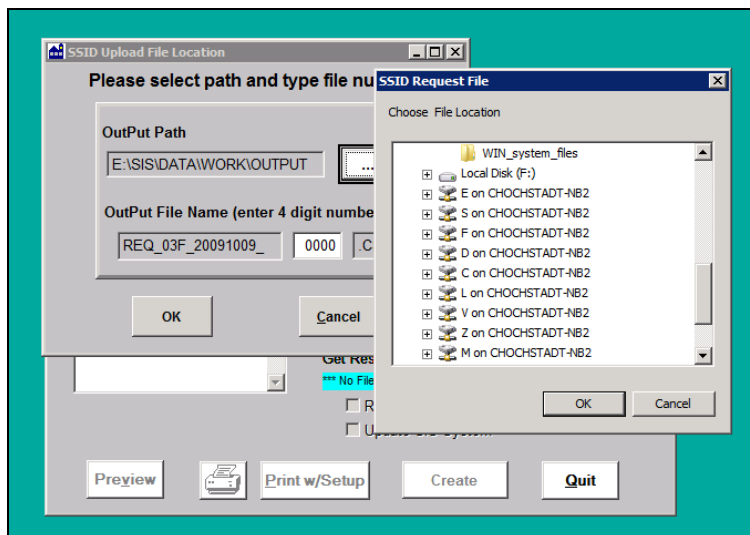 SSID Upload File Location
Please select path and type file nu
OutPut Path
E:\SIS\DATA\WORK\OUTPUT
...
OutPut File Name (enter 4 digit numbe
REQ_03F_20091009_
0000
.C
OK
Cancel
SSID Request File
Choose File Location
WIN_system_files
Local Disk (F:)
E on CHOCHSTADT-NB2
S on CHOCHSTADT-NB2
F on CHOCHSTADT-NB2
D on CHOCHSTADT-NB2
C on CHOCHSTADT-NB2
L on CHOCHSTADT-NB2
V on CHOCHSTADT-NB2
Z on CHOCHSTADT-NB2
M on CHOCHSTADT-NB2
OK
Cancel
Get Res
*** No File
R
Preview
Print w/Setup
Create
Quit